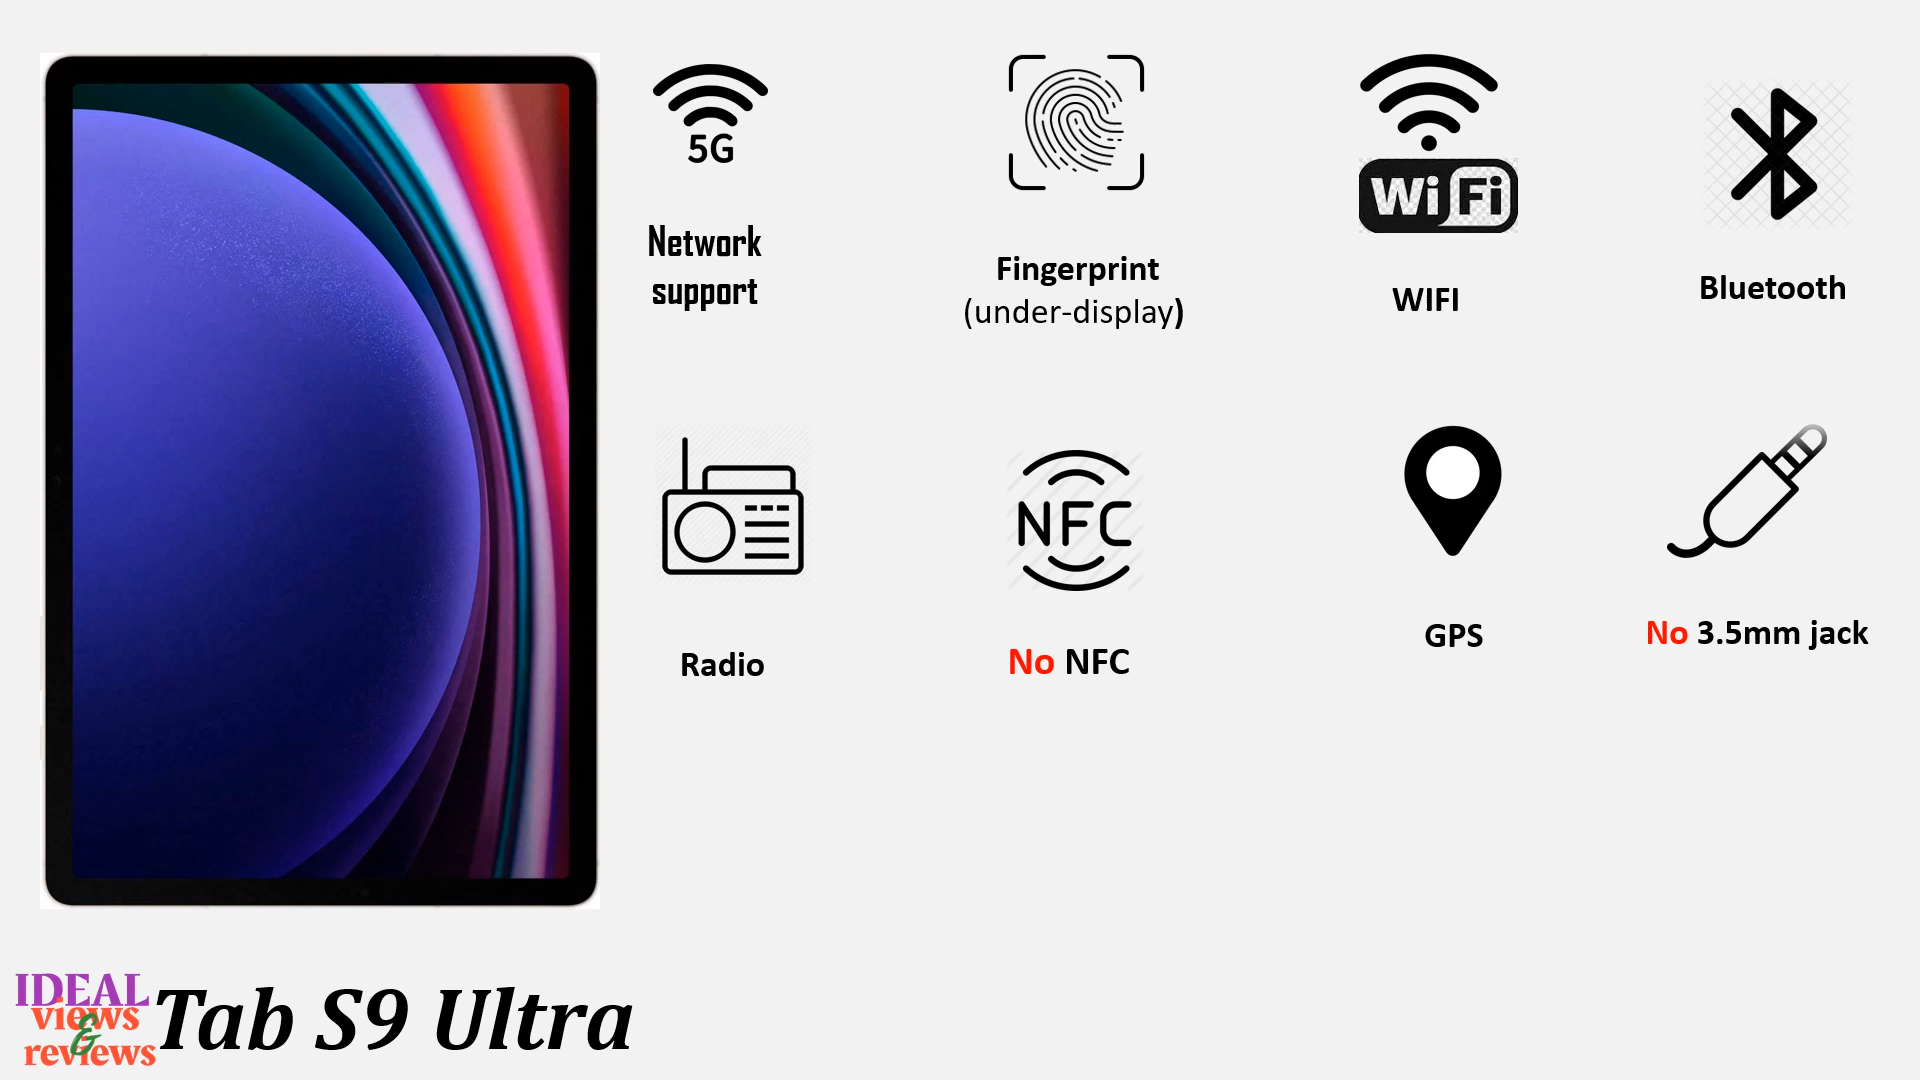 5G
Network
support
Fingerprint
(under-display)
WiFi
WIFI
Bluetooth
Radio
NFC
No NFC
GPS
No 3.5mm jack
IDEAL
views
&
reviews
Tab S9 Ultra